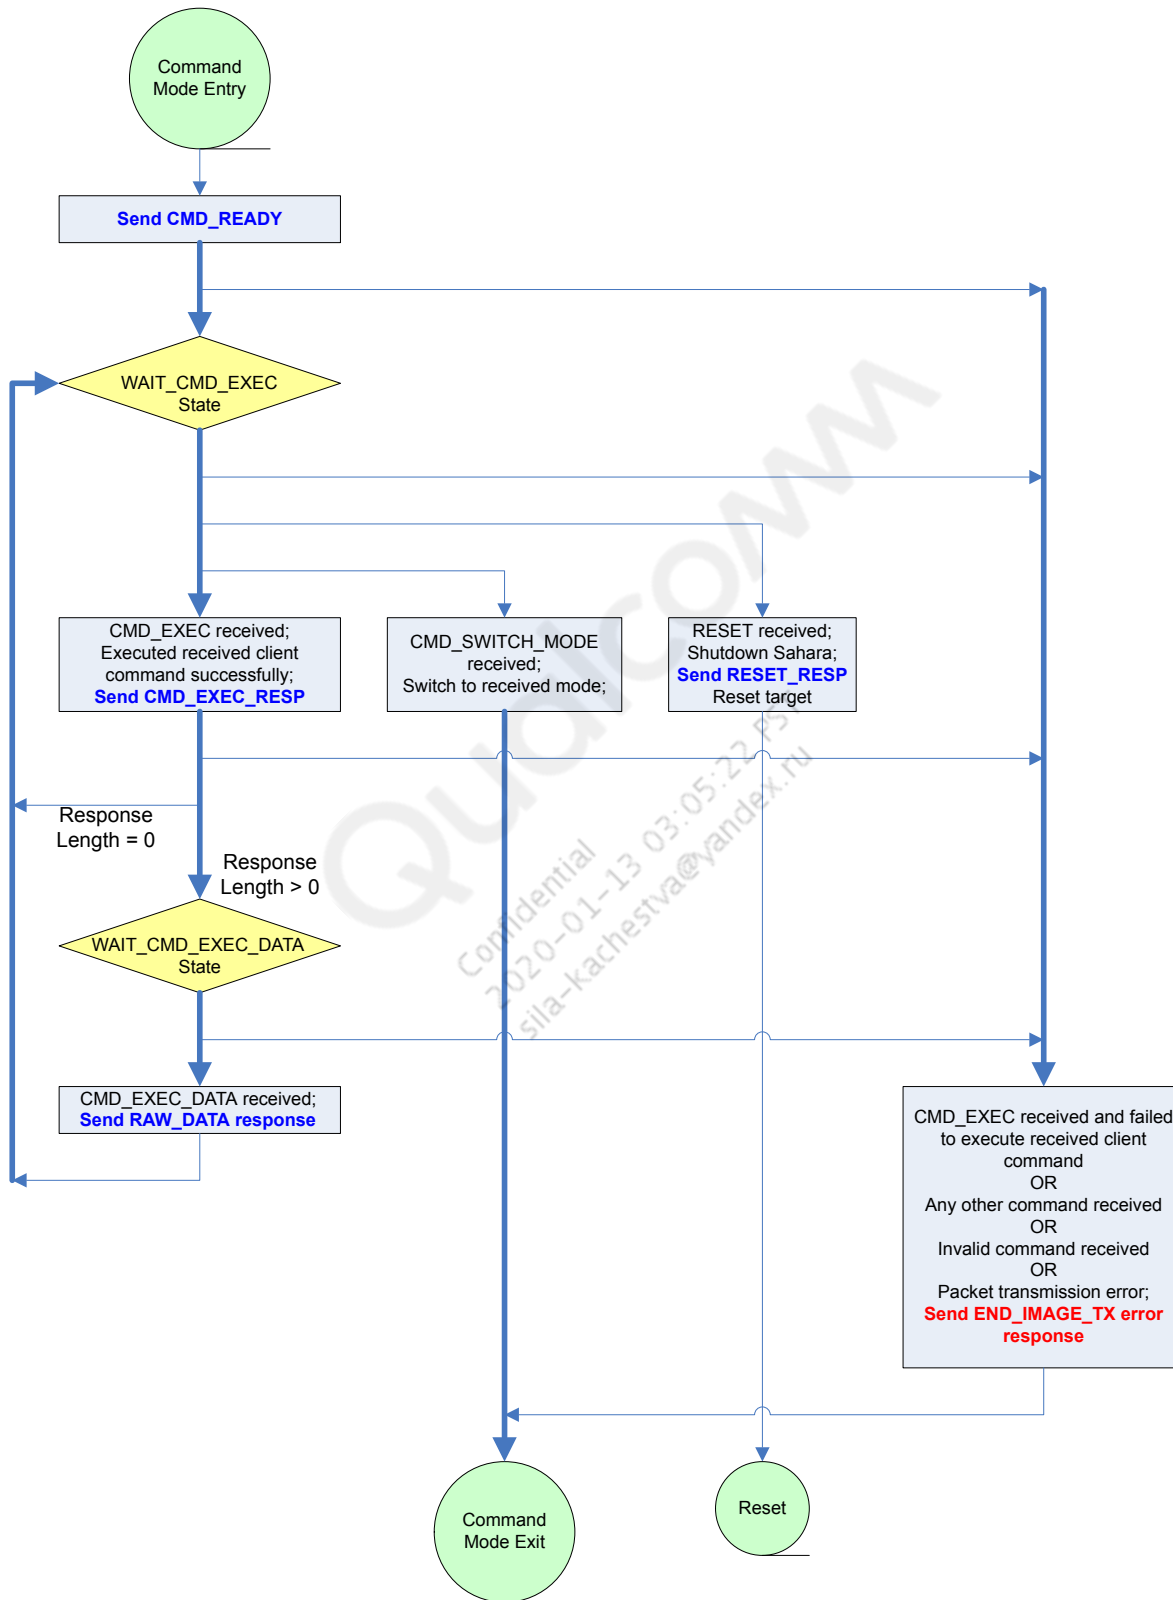 Command
Mode Entry
Send CMD_READY
WAIT_CMD_EXEC
State
CMD_EXEC received;
Executed received client
command successfully;
Send CMD_EXEC_RESP
CMD_SWITCH_MODE
received;
Switch to received mode;
RESET received;
Shutdown Sahara;
Send RESET_RESP
Reset target
Response
Length = 0
Response
Length > 0
WAIT_CMD_EXEC_DATA
State
CMD_EXEC_DATA received;
Send RAW_DATA response
CMD_EXEC received and failed
to execute received client
command
OR
Any other command received
OR
Invalid command received
OR
Packet transmission error;
Send END_IMAGE_TX error
response
Command
Mode Exit
Reset
Qualcomm
Confidential
2020-01-13 03:05:22 PST
sila-kachestva@yandex.ru